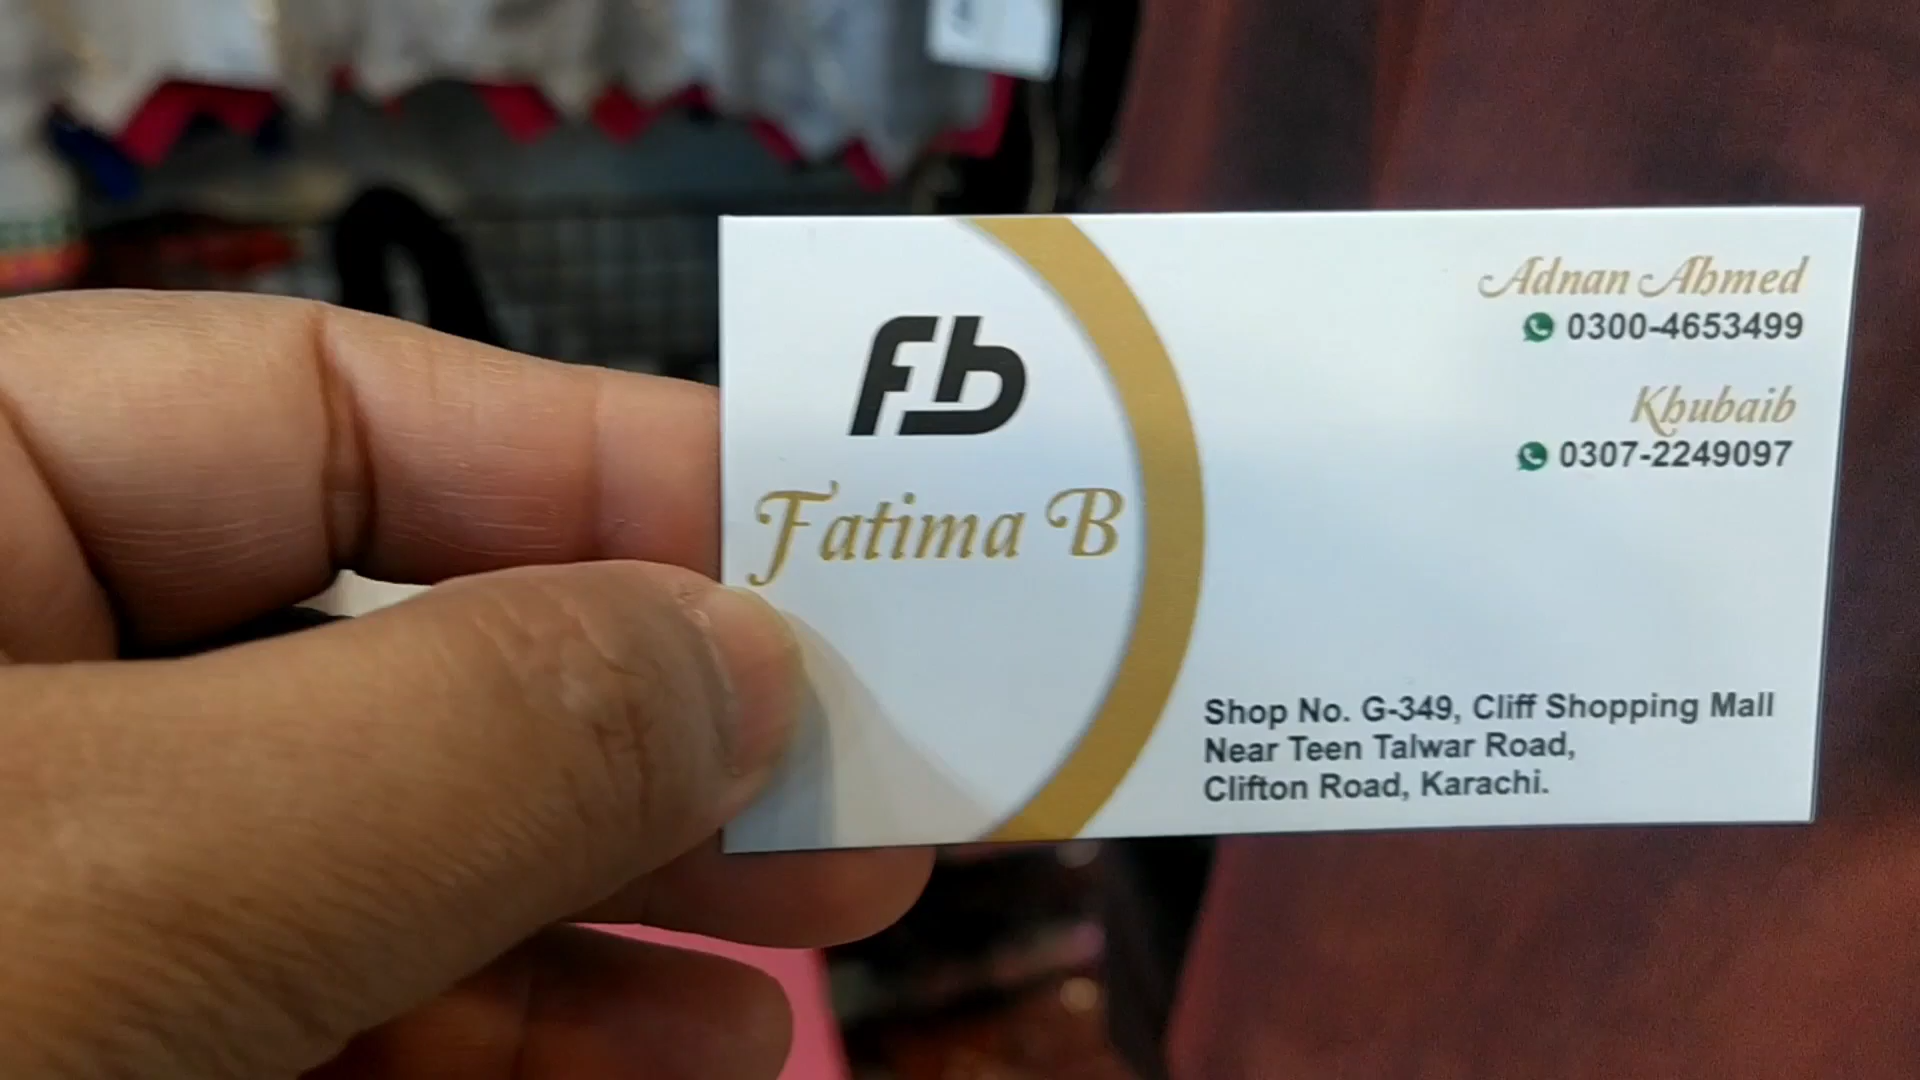 fb
Fatima B
Adnan Ahmed
0300-4653499
Khubaib
0307-2249097
Shop No. G-349, Cliff Shopping Mall
Near Teen Talwar Road,
Clifton Road, Karachi.